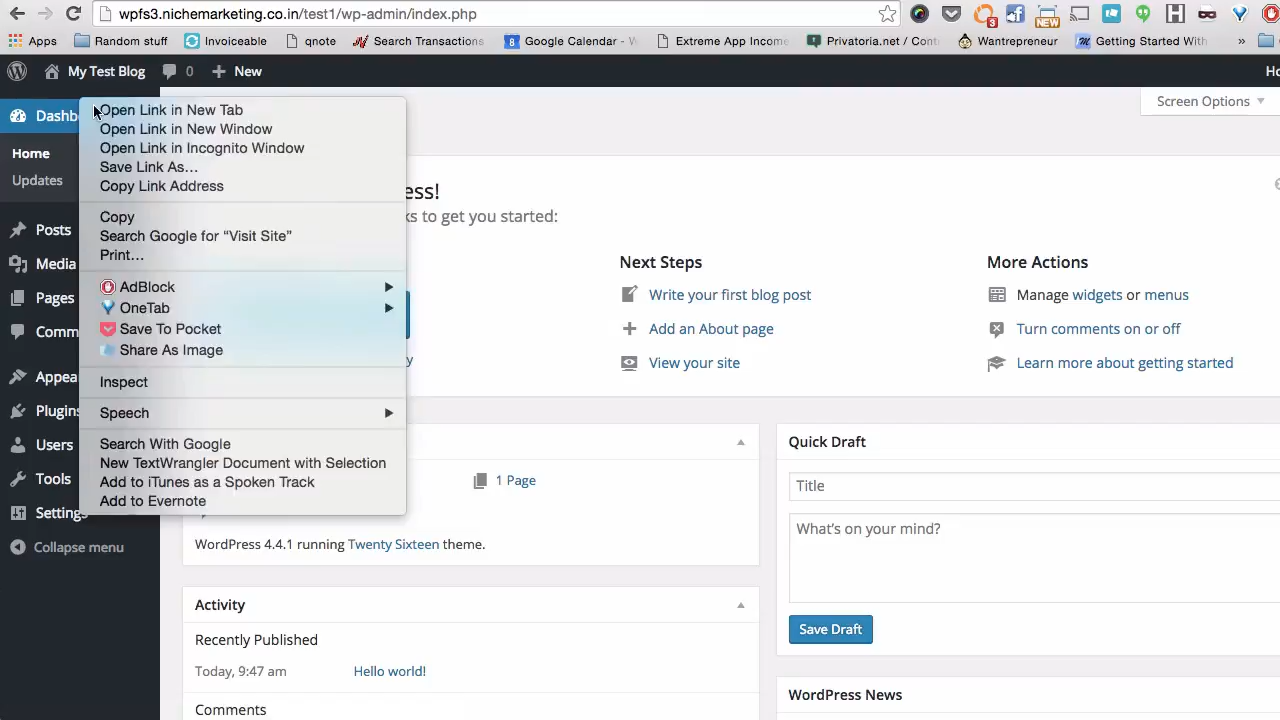 wpfs3.nichemarketing.co.in/test1/wp-admin/index.php
3
NEW
Apps
Random stuff
Invoiceable
qnote
Search Transactions
8
Google Calendar - W
Extreme App Income
Privatoria.net / Cont
Wantrepreneur
Getting Started With
»
My Test Blog
0
New
Ho
Screen Options
Dashb
Home
Updates
Posts
Media
Pages
Comm
Appea
Plugins
Users
Tools
Settings
Collapse menu
Open Link in New Tab
Open Link in New Window
Open Link in Incognito Window
Save Link As...
Copy Link Address
Copy
Search Google for “Visit Site”
Print...
AdBlock
OneTab
Save To Pocket
Share As Image
Inspect
Speech
Search With Google
New TextWrangler Document with Selection
Add to iTunes as a Spoken Track
Add to Evernote
ess!
ks to get you started:
y
Next Steps
Write your first blog post
Add an About page
View your site
More Actions
Manage widgets or menus
Turn comments on or off
Learn more about getting started
1 Page
WordPress 4.4.1 running Twenty Sixteen theme.
Activity
Recently Published
Today, 9:47 am
Hello world!
Comments
Quick Draft
Title
What's on your mind?
Save Draft
WordPress News